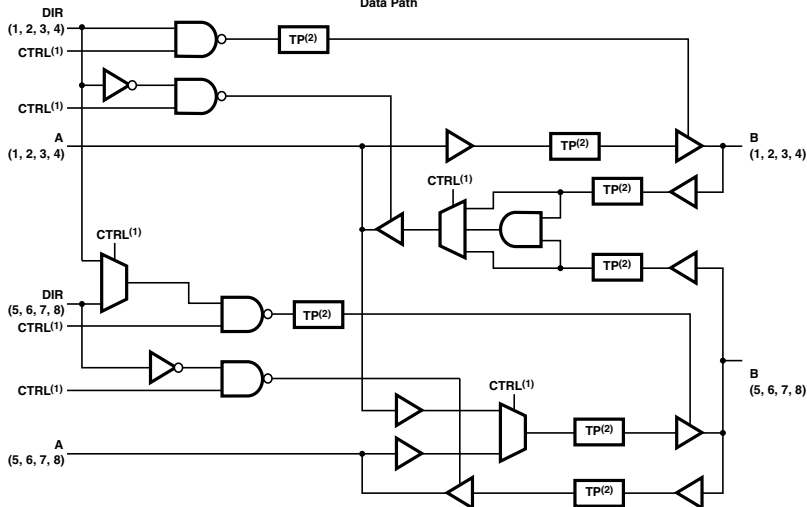 Data Path
DIR
(1, 2, 3, 4)
CTRL(1)
TP(2)
CTRL(1)
A
(1, 2, 3, 4)
TP(2)
B
(1, 2, 3, 4)
CTRL(1)
TP(2)
CTRL(1)
TP(2)
DIR
(5, 6, 7, 8)
CTRL(1)
TP(2)
CTRL(1)
CTRL(1)
B
(5, 6, 7, 8)
TP(2)
A
(5, 6, 7, 8)
TP(2)